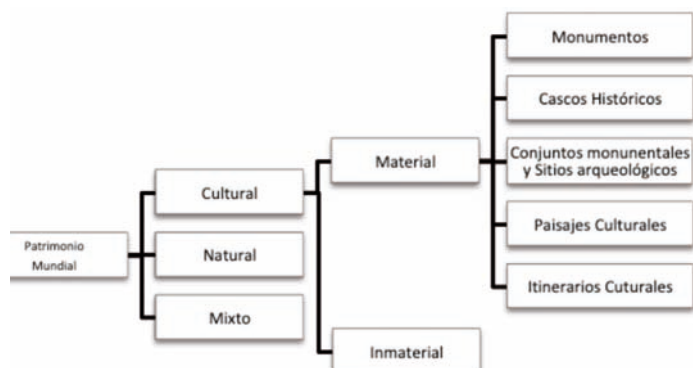 Patrimonio
Mundial
Cultural
Natural
Mixto
Material
Inmaterial
Monumentos
Cascos Históricos
Conjuntos monunentales
y Sitios arqueológicos
Paisajes Culturales
Itinerarios Cuturales